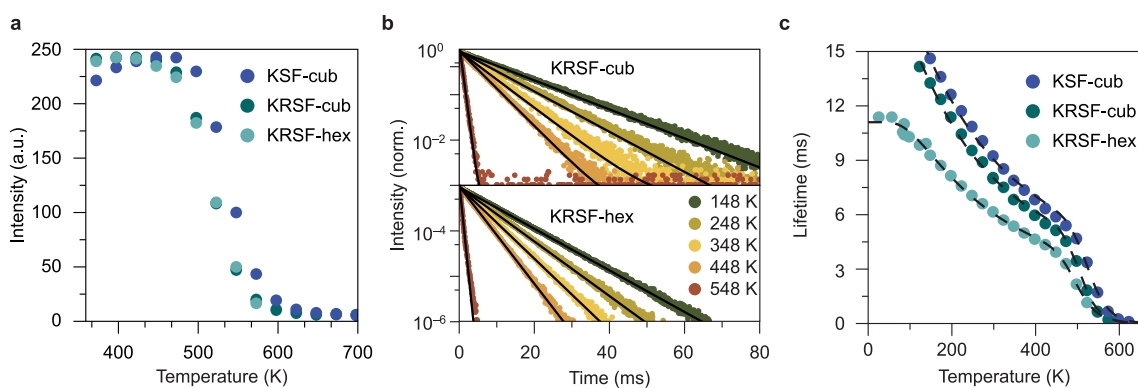 a
250
200
150
100
50
0
Intensity (a.u.)
400
500
600
700
Temperature (K)
KSF-cub
KRSF-cub
KRSF-hex
b
10⁰
10⁻²
10⁻⁴
10⁻⁶
Intensity (norm.)
KRSF-cub
KRSF-hex
148 K
248 K
348 K
448 K
548 K
0
20
40
60
80
Time (ms)
c
15
12
9
6
3
0
Lifetime (ms)
0
200
400
600
Temperature (K)
KSF-cub
KRSF-cub
KRSF-hex